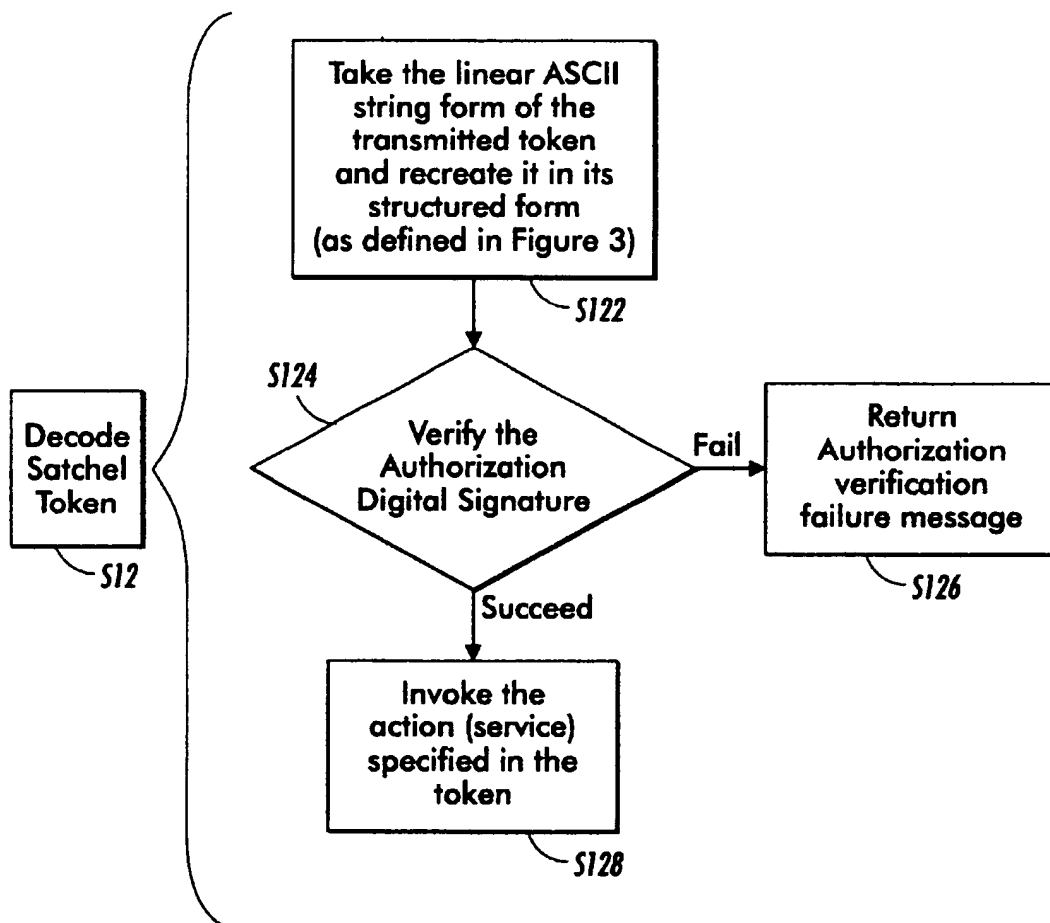 Take the linear ASCII
string form of the
transmitted token
and recreate it in its
structured form
(as defined in Figure 3)
S122
S124
Verify the
Authorization
Digital Signature
Fail
Return
Authorization
verification
failure message
S126
Decode
Satchel
Token
S12
Succeed
Invoke the
action (service)
specified in the
token
S128